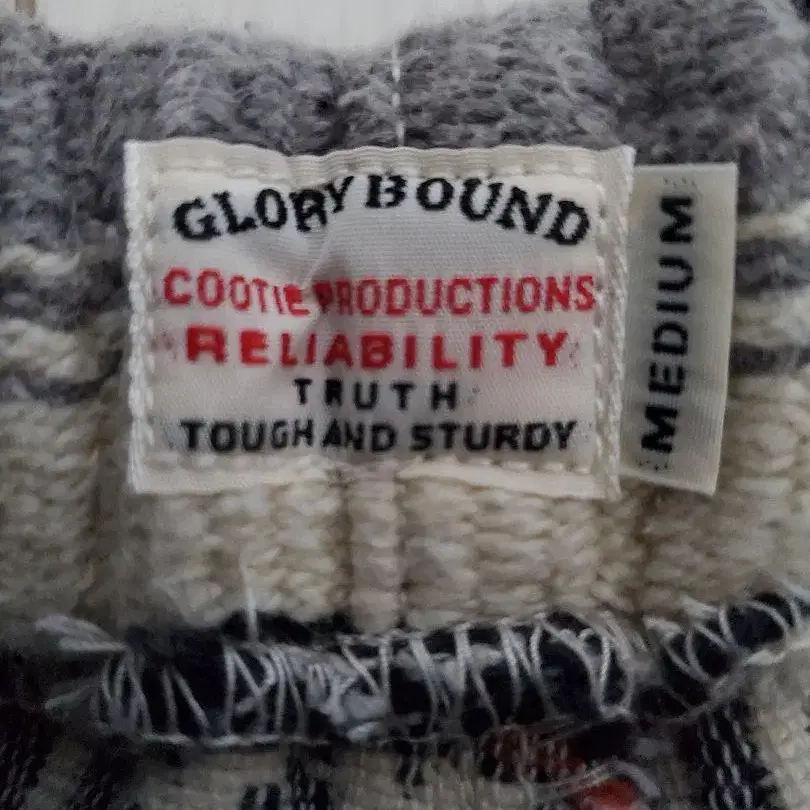 GLORY BOUND
COOTIE PRODUCTIONS
RELIABILITY
TRUTH
TOUGH AND STURDY
MEDIUM